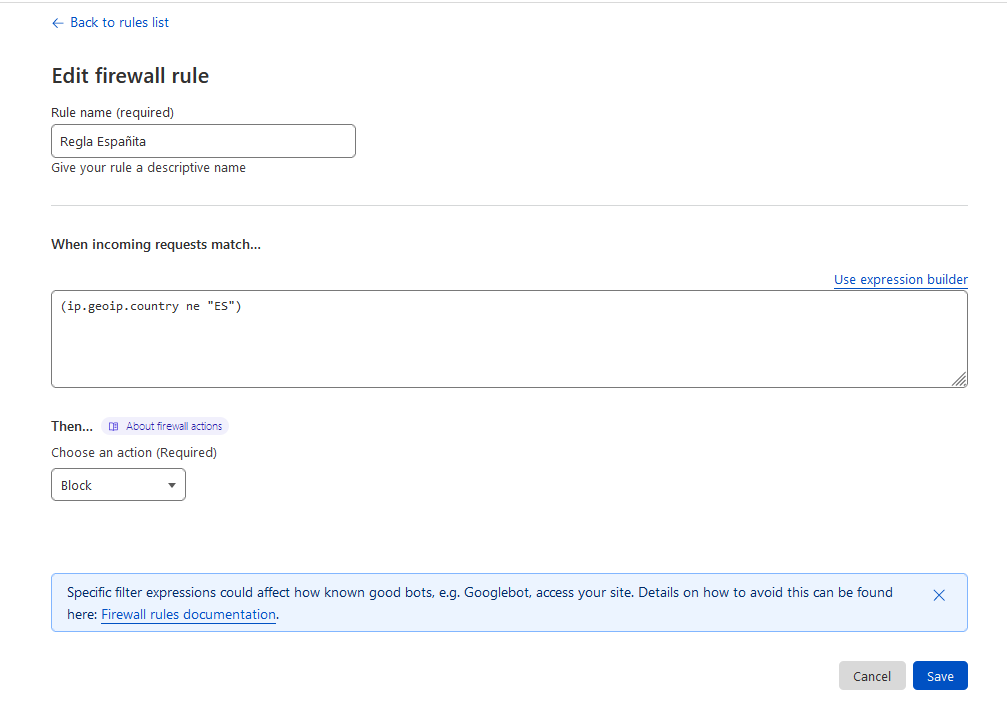 ← Back to rules list
Edit firewall rule
Rule name (required)
Regla Españita
Give your rule a descriptive name
When incoming requests match...
Use expression builder
(ip.geoip.country ne "ES")
Then... About firewall actions
Choose an action (Required)
Block
Specific filter expressions could affect how known good bots, e.g. Googlebot, access your site. Details on how to avoid this can be found
here: Firewall rules documentation.
Cancel Save